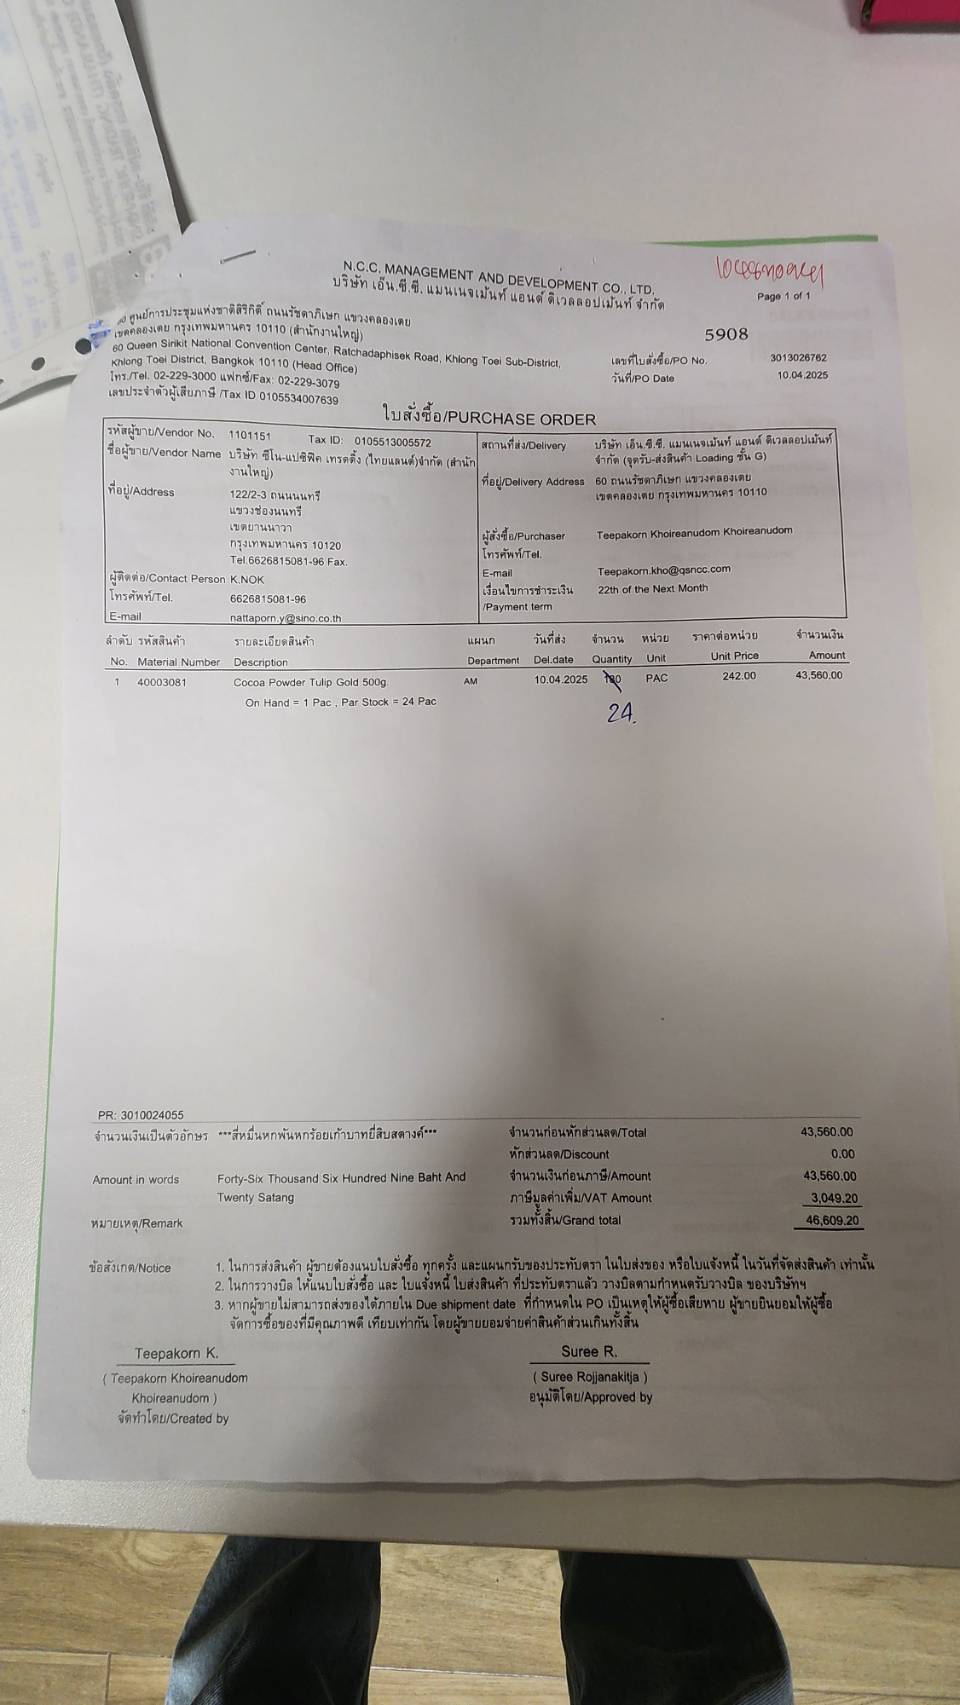 N.C.C. MANAGEMENT AND DEVELOPMENT CO., LTD.
บริษัท เอ็น.ซี.ซี. แมนเนจเม้นท์ แอนด์ ดิเวลลอปเม้นท์ จำกัด
Page 1 of 1
ศูนย์การประชุมแห่งชาติสิริกิติ์ ถนนรัชดาภิเษก แขวงคลองเตย
เขตคลองเตย กรุงเทพมหานคร 10110 (สำนักงานใหญ่)
60 Queen Sirikit National Convention Center, Ratchadaphisek Road, Khlong Toei Sub-District,
Khlong Toei District, Bangkok 10110 (Head Office)
โทร./Tel. 02-229-3000 แฟกซ์/Fax: 02-229-3079
เลขประจำตัวผู้เสียภาษี /Tax ID 0105534007639
5908
เลขที่ใบสั่งซื้อ/PO No. 3013026762
วันที่/PO Date 10.04.2025
ใบสั่งซื้อ/PURCHASE ORDER
รหัสผู้ขาย/Vendor No. 1101151 Tax ID: 0105513005572
ชื่อผู้ขาย/Vendor Name บริษัท ซีโน-แปซิฟิค เทรดดิ้ง (ไทยแลนด์)จำกัด (สำนัก
งานใหญ่)
ที่อยู่/Address 122/2-3 ถนนนนทรี
แขวงช่องนนทรี
เขตยานนาวา
กรุงเทพมหานคร 10120
Tel.6626815081-96 Fax.
ผู้ติดต่อ/Contact Person K.NOK
โทรศัพท์/Tel. 6626815081-96
E-mail nattaporn.y@sino.co.th
สถานที่ส่ง/Delivery บริษัท เอ็น.ซี.ซี. แมนเนจเม้นท์ แอนด์ ดิเวลลอปเม้นท์
จำกัด (จุดรับ-ส่งสินค้า Loading ชั้น G)
ที่อยู่/Delivery Address 60 ถนนรัชดาภิเษก แขวงคลองเตย
เขตคลองเตย กรุงเทพมหานคร 10110
ผู้สั่งซื้อ/Purchaser Teepakorn Khoireanudom Khoireanudom
โทรศัพท์/Tel.
E-mail Teepakorn.kho@qsncc.com
เงื่อนไขการชำระเงิน 22th of the Next Month
/Payment term
ลำดับ รหัสสินค้า รายละเอียดสินค้า แผนก วันที่ส่ง จำนวน หน่วย ราคาต่อหน่วย จำนวนเงิน
No. Material Number Description Department Del.date Quantity Unit Unit Price Amount
1 40003081 Cocoa Powder Tulip Gold 500g. AM 10.04.2025 180 PAC 242.00 43,560.00
On Hand = 1 Pac , Par Stock = 24 Pac
24.
PR: 3010024055
จำนวนเงินเป็นตัวอักษร ***สี่หมื่นหกพันหกร้อยเก้าบาทยี่สิบสตางค์*** จำนวนก่อนหักส่วนลด/Total 43,560.00
หักส่วนลด/Discount 0.00
Amount in words Forty-Six Thousand Six Hundred Nine Baht And จำนวนเงินก่อนภาษี/Amount 43,560.00
Twenty Satang ภาษีมูลค่าเพิ่ม/VAT Amount 3,049.20
หมายเหตุ/Remark รวมทั้งสิ้น/Grand total 46,609.20
ข้อสังเกต/Notice 1. ในการส่งสินค้า ผู้ขายต้องแนบใบสั่งซื้อ ทุกครั้ง และแผนกรับของประทับตรา ในใบส่งของ หรือใบแจ้งหนี้ ในวันที่จัดส่งสินค้า เท่านั้น
2. ในการวางบิล ให้แนบใบสั่งซื้อ และ ใบแจ้งหนี้ ใบส่งสินค้า ที่ประทับตราแล้ว วางบิลตามกำหนดรับวางบิล ของบริษัทฯ
3. หากผู้ขายไม่สามารถส่งของได้ภายใน Due shipment date ที่กำหนดใน PO เป็นเหตุให้ผู้ซื้อเสียหาย ผู้ขายยินยอมให้ผู้ซื้อ
จัดการซื้อของที่มีคุณภาพดี เทียบเท่ากัน โดยผู้ขายยอมจ่ายค่าสินค้าส่วนเกินทั้งสิ้น
Teepakorn K. Suree R.
( Teepakorn Khoireanudom ( Suree Rojjanakitja )
Khoireanudom ) อนุมัติโดย/Approved by
จัดทำโดย/Created by